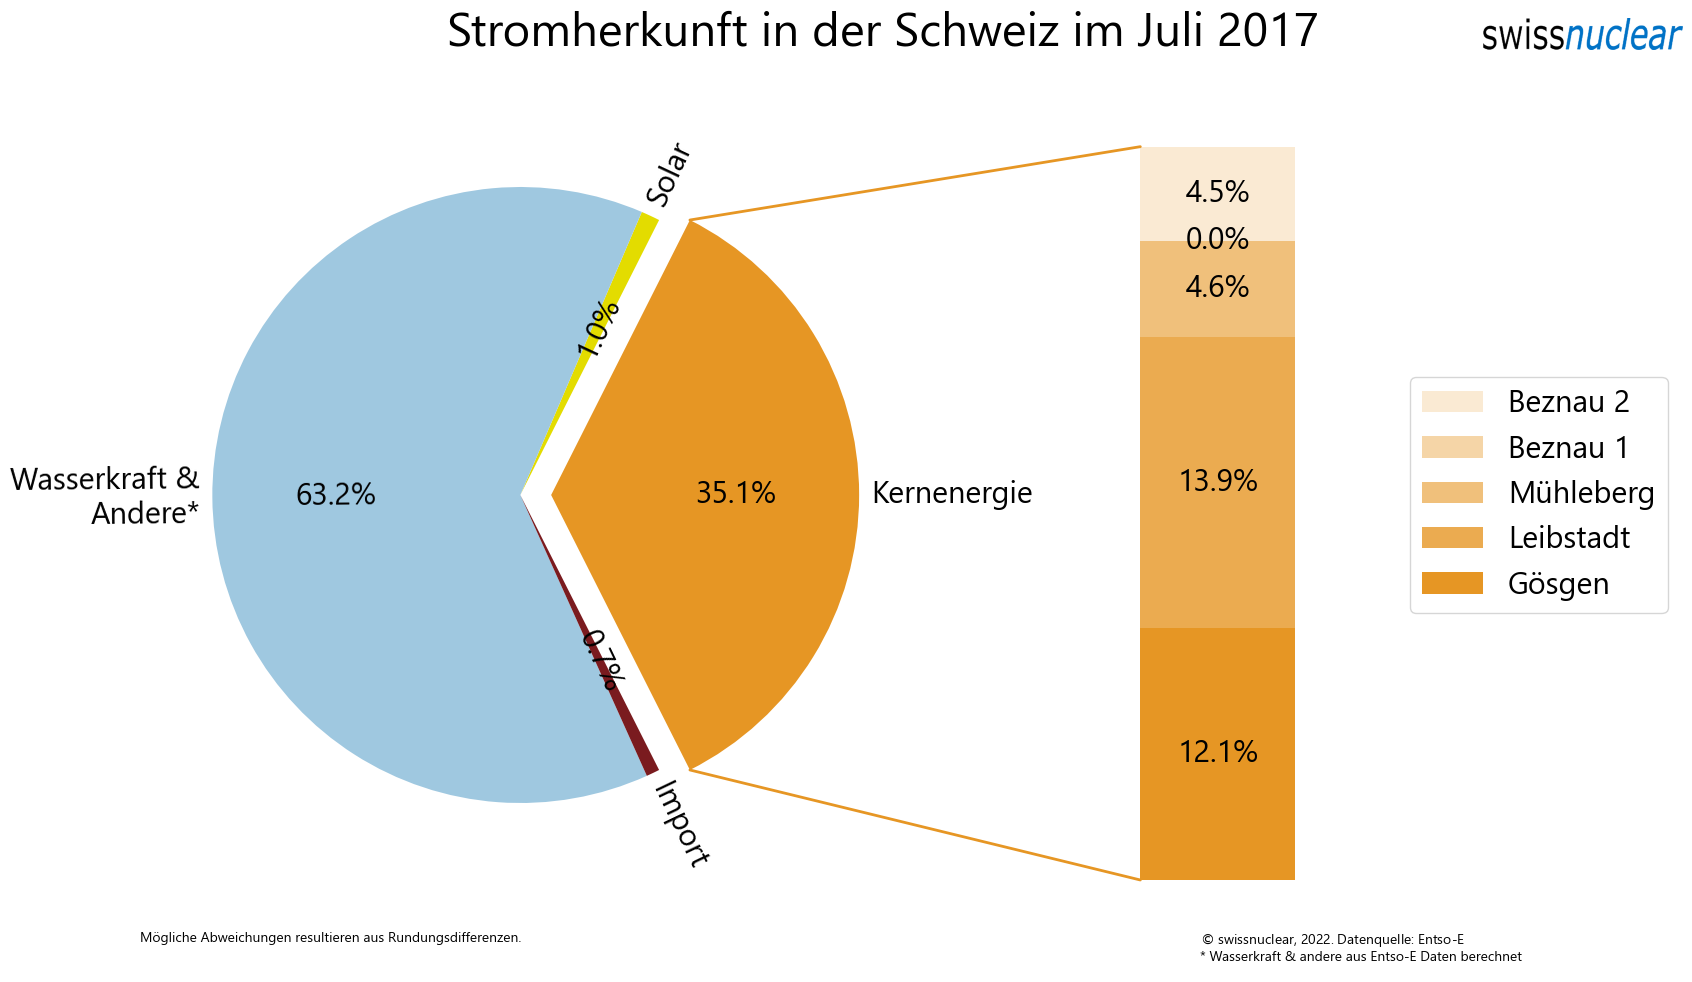 Stromherkunft in der Schweiz im Juli 2017
swissnuclear
Solar
1.0%
Wasserkraft &
Andere*
63.2%
35.1%
Kernenergie
0.7%
Import
4.5%
0.0%
4.6%
13.9%
12.1%
Beznau 2
Beznau 1
Mühleberg
Leibstadt
Gösgen
Mögliche Abweichungen resultieren aus Rundungsdifferenzen.
© swissnuclear, 2022. Datenquelle: Entso-E
* Wasserkraft & andere aus Entso-E Daten berechnet